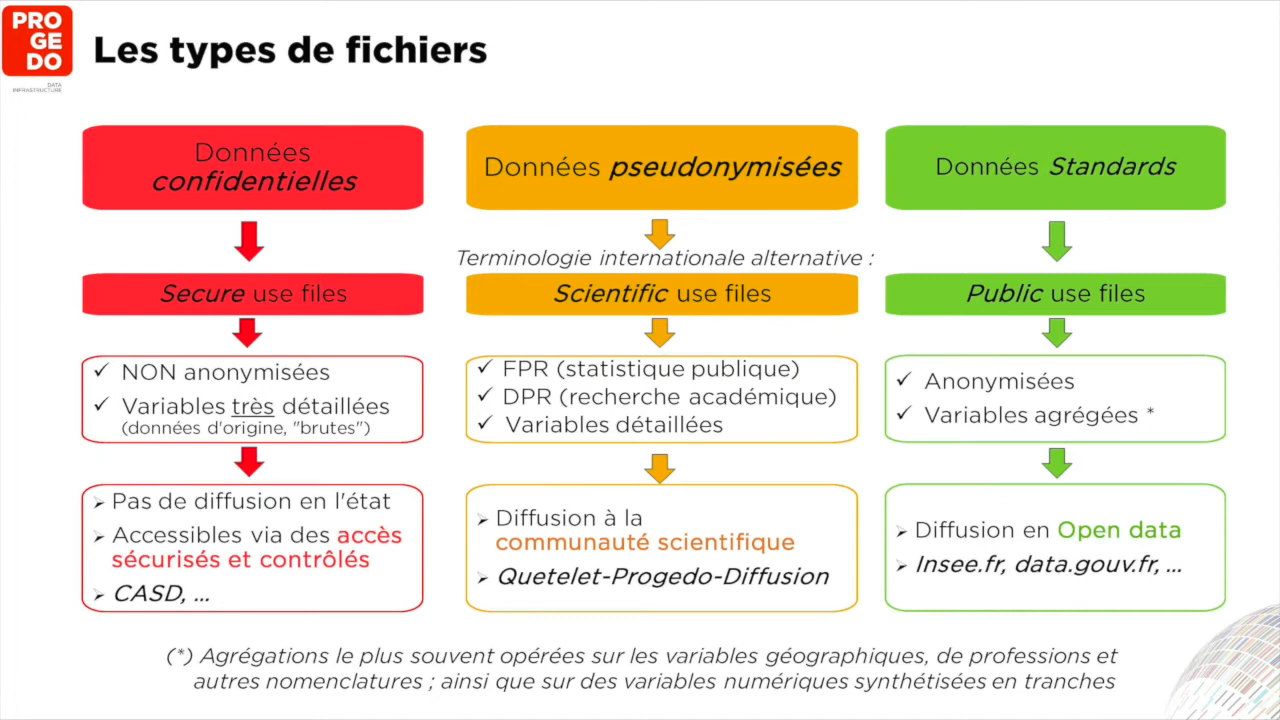 PRO
GE
DO
DATA
INFRASTRUCTURE
Les types de fichiers
Données
confidentielles
Secure use files
✓ NON anonymisées
✓ Variables très détaillées
(données d'origine, "brutes")
➢ Pas de diffusion en l'état
➢ Accessibles via des accès
sécurisés et contrôlés
➢ CASD, ...
Données pseudonymisées
Terminologie internationale alternative :
Scientific use files
✓ FPR (statistique publique)
✓ DPR (recherche académique)
✓ Variables détaillées
➢ Diffusion à la
communauté scientifique
➢ Quetelet-Progedo-Diffusion
Données Standards
Public use files
✓ Anonymisées
✓ Variables agrégées *
➢ Diffusion en Open data
➢ Insee.fr, data.gouv.fr, ...
(*) Agrégations le plus souvent opérées sur les variables géographiques, de professions et
autres nomenclatures ; ainsi que sur des variables numériques synthétisées en tranches